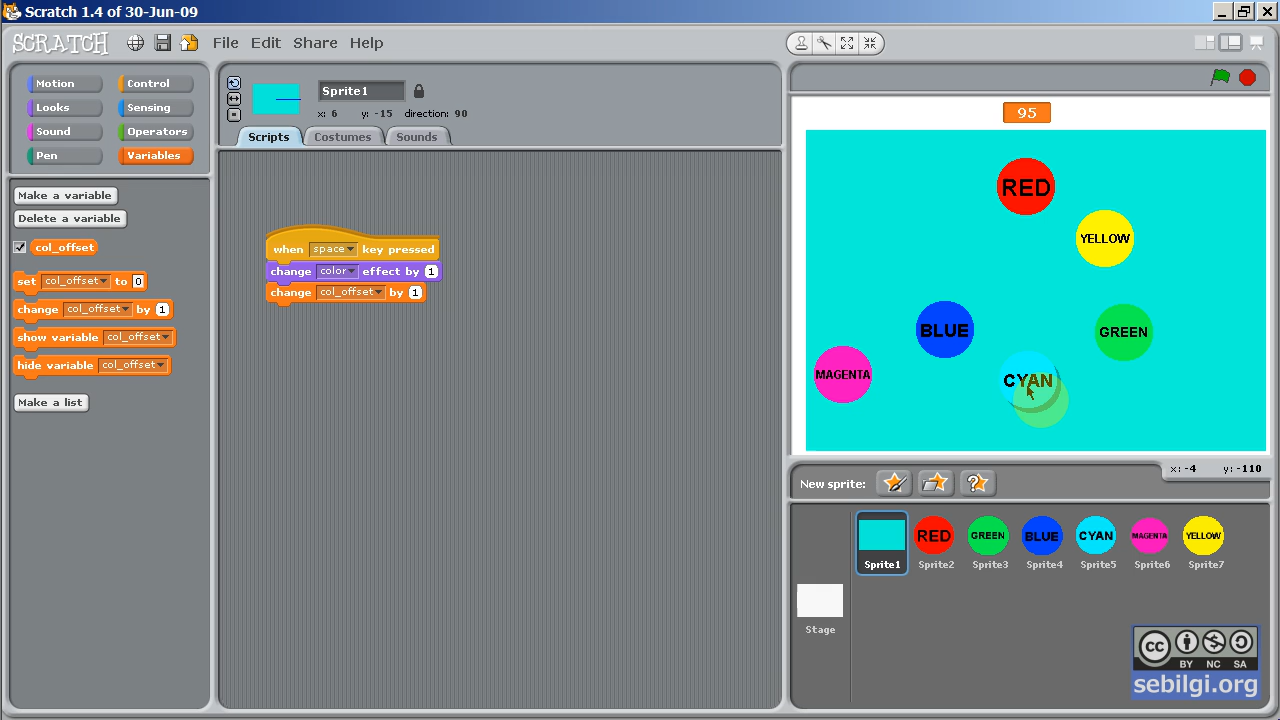 Scratch 1.4 of 30-Jun-09
SCRATCH
File Edit Share Help
Motion Control
Looks Sensing
Sound Operators
Pen Variables
Make a variable
Delete a variable
col_offset
set col_offset to 0
change col_offset by 1
show variable col_offset
hide variable col_offset
Make a list
Sprite1
x: 6 y: -15 direction: 90
Scripts Costumes Sounds
when space key pressed
change color effect by 1
change col_offset by 1
95
RED
YELLOW
BLUE
GREEN
MAGENTA
CYAN
x: -4 y: -110
New sprite:
RED GREEN BLUE CYAN MAGENTA YELLOW
Sprite1 Sprite2 Sprite3 Sprite4 Sprite5 Sprite6 Sprite7
Stage
cc
BY NC SA
sebilgi.org